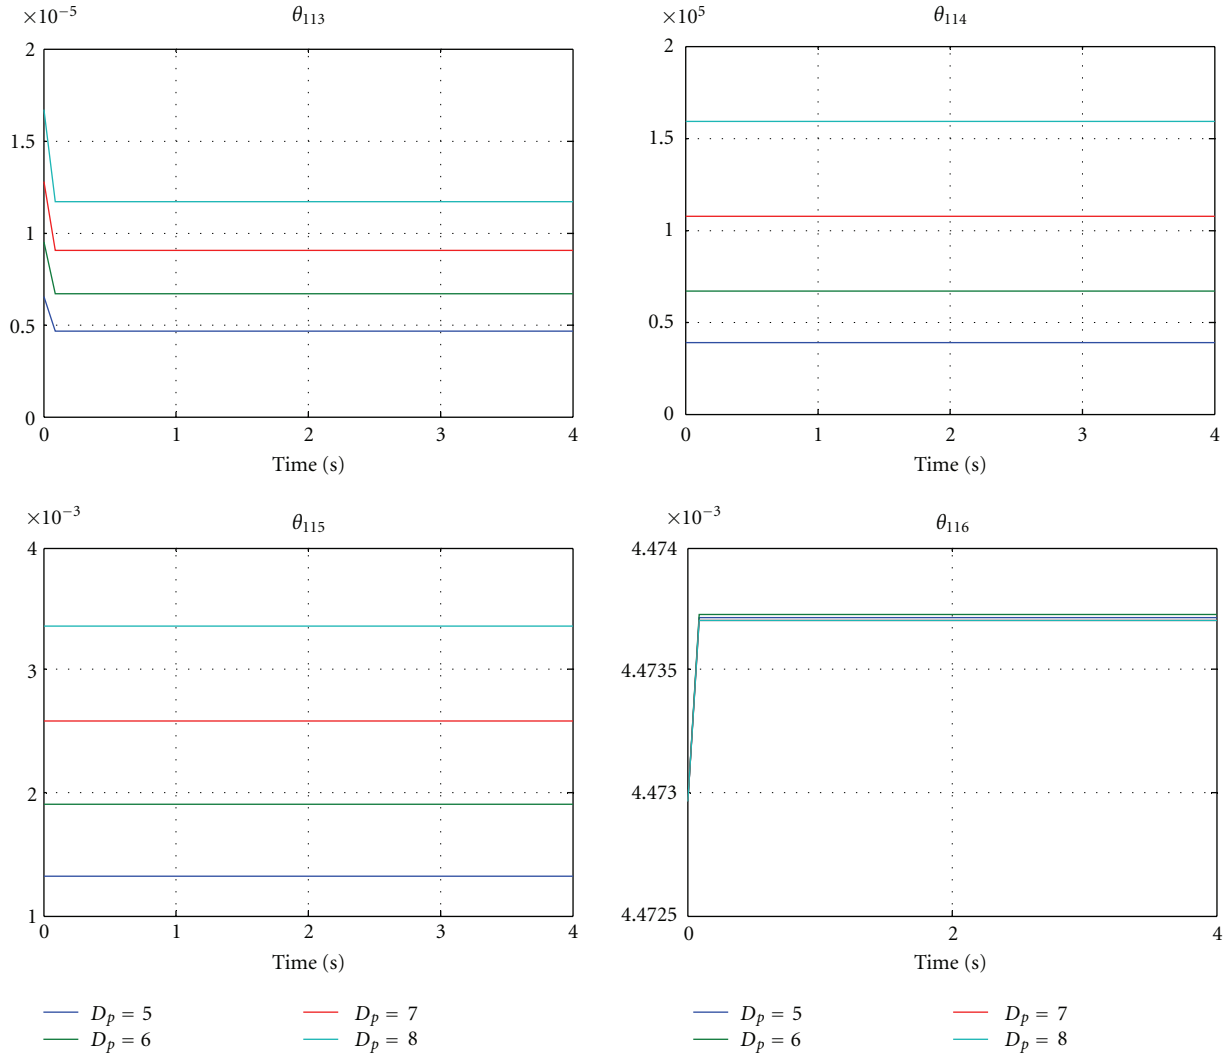 ×10⁻⁵ θ₁₁₃
2
1.5
1
0.5
0
0 1 2 3 4
Time (s)
×10⁵ θ₁₁₄
2
1.5
1
0.5
0
0 1 2 3 4
Time (s)
×10⁻³ θ₁₁₅
4
3
2
1
0 1 2 3 4
Time (s)
×10⁻³ θ₁₁₆
4.474
4.4735
4.473
4.4725
0 2 4
Time (s)
Dₚ = 5 Dₚ = 7
Dₚ = 6 Dₚ = 8
Dₚ = 5 Dₚ = 7
Dₚ = 6 Dₚ = 8